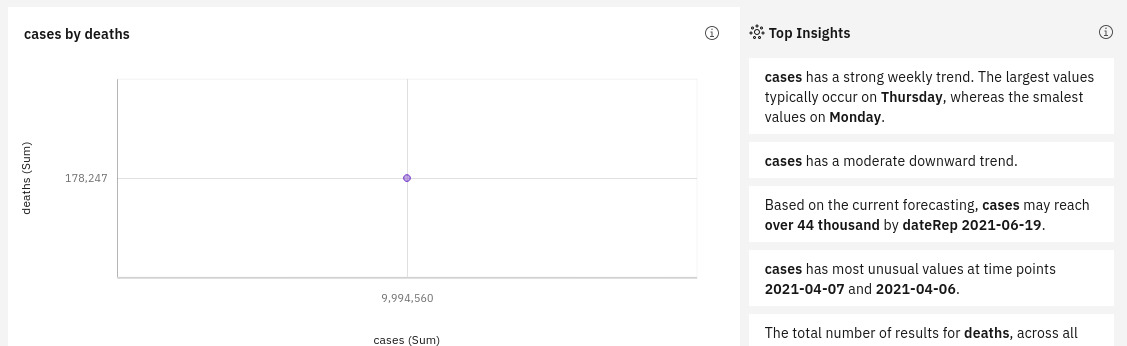 cases by deaths
deaths (Sum)
178,247
9,994,560
cases (Sum)
Top Insights
cases has a strong weekly trend. The largest values
typically occur on Thursday, whereas the smalest
values on Monday.
cases has a moderate downward trend.
Based on the current forecasting, cases may reach
over 44 thousand by dateRep 2021-06-19.
cases has most unusual values at time points
2021-04-07 and 2021-04-06.
The total number of results for deaths, across all